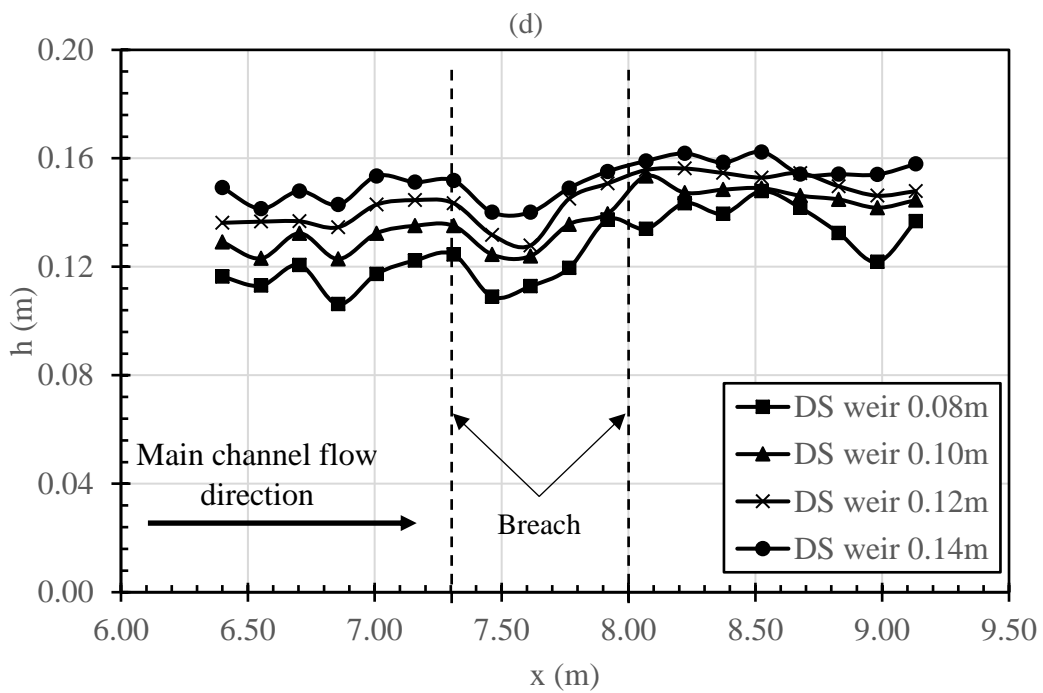 (d)
0.20
0.16
0.12
0.08
0.04
0.00
h (m)
Main channel flow
direction
Breach
DS weir 0.08m
DS weir 0.10m
DS weir 0.12m
DS weir 0.14m
6.00 6.50 7.00 7.50 8.00 8.50 9.00 9.50
x (m)